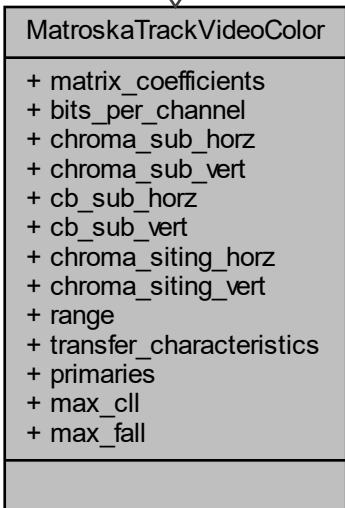 MatroskaTrackVideoColor
+ matrix_coefficients
+ bits_per_channel
+ chroma_sub_horz
+ chroma_sub_vert
+ cb_sub_horz
+ cb_sub_vert
+ chroma_siting_horz
+ chroma_siting_vert
+ range
+ transfer_characteristics
+ primaries
+ max_cll
+ max_fall